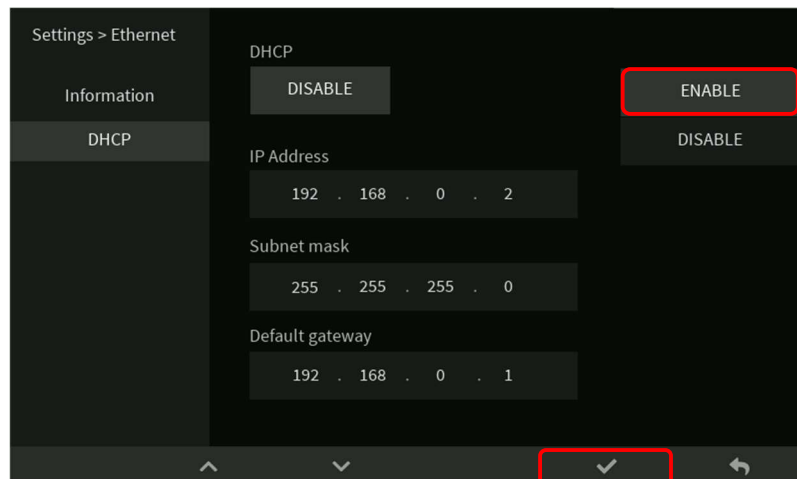 Settings > Ethernet
Information
DHCP
DHCP
DISABLE
IP Address
192 . 168 . 0 . 2
Subnet mask
255 . 255 . 255 . 0
Default gateway
192 . 168 . 0 . 1
ENABLE
DISABLE